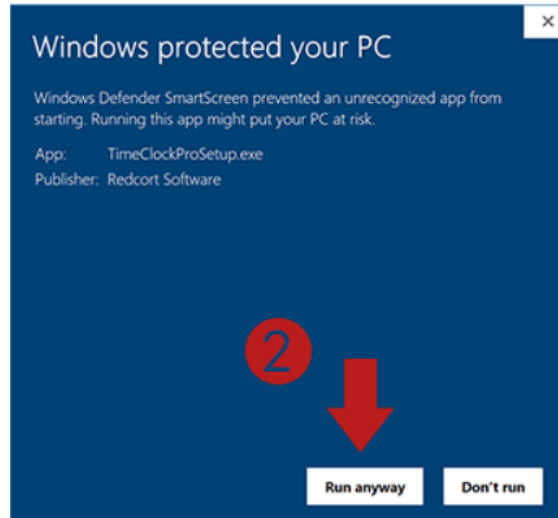 Windows protected your PC
Windows Defender SmartScreen prevented an unrecognized app from
starting. Running this app might put your PC at risk.
App: TimeClockProSetup.exe
Publisher: Redcort Software
2
Run anyway Don't run